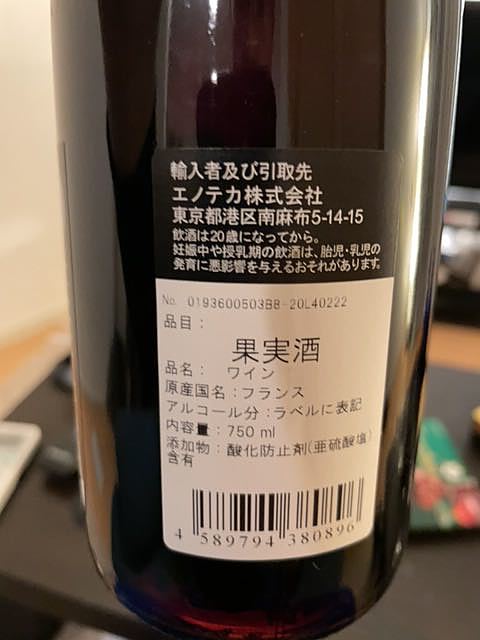 輸入者及び引取先
エノテカ株式会社
東京都港区南麻布5-14-15
飲酒は20歳になってから。
妊娠中や授乳期の飲酒は、胎児・乳児の
発育に悪影響を与えるおそれがあります。
No. 0193600503BB-20L40222
品目：
果実酒
品名： ワイン
原産国名：フランス
アルコール分：ラベルに表記
内容量：750 ml
添加物：酸化防止剤(亜硫酸塩)
含有
4 589794 380896